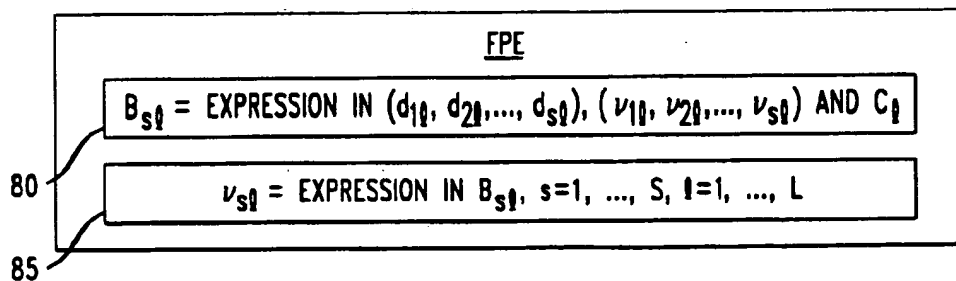 FPE
B_sℓ = EXPRESSION IN (d_1ℓ, d_2ℓ,..., d_sℓ), (ν_1ℓ, ν_2ℓ,..., ν_sℓ) AND C_ℓ
80
ν_sℓ = EXPRESSION IN B_sℓ, s=1, ..., S, ℓ=1, ..., L
85